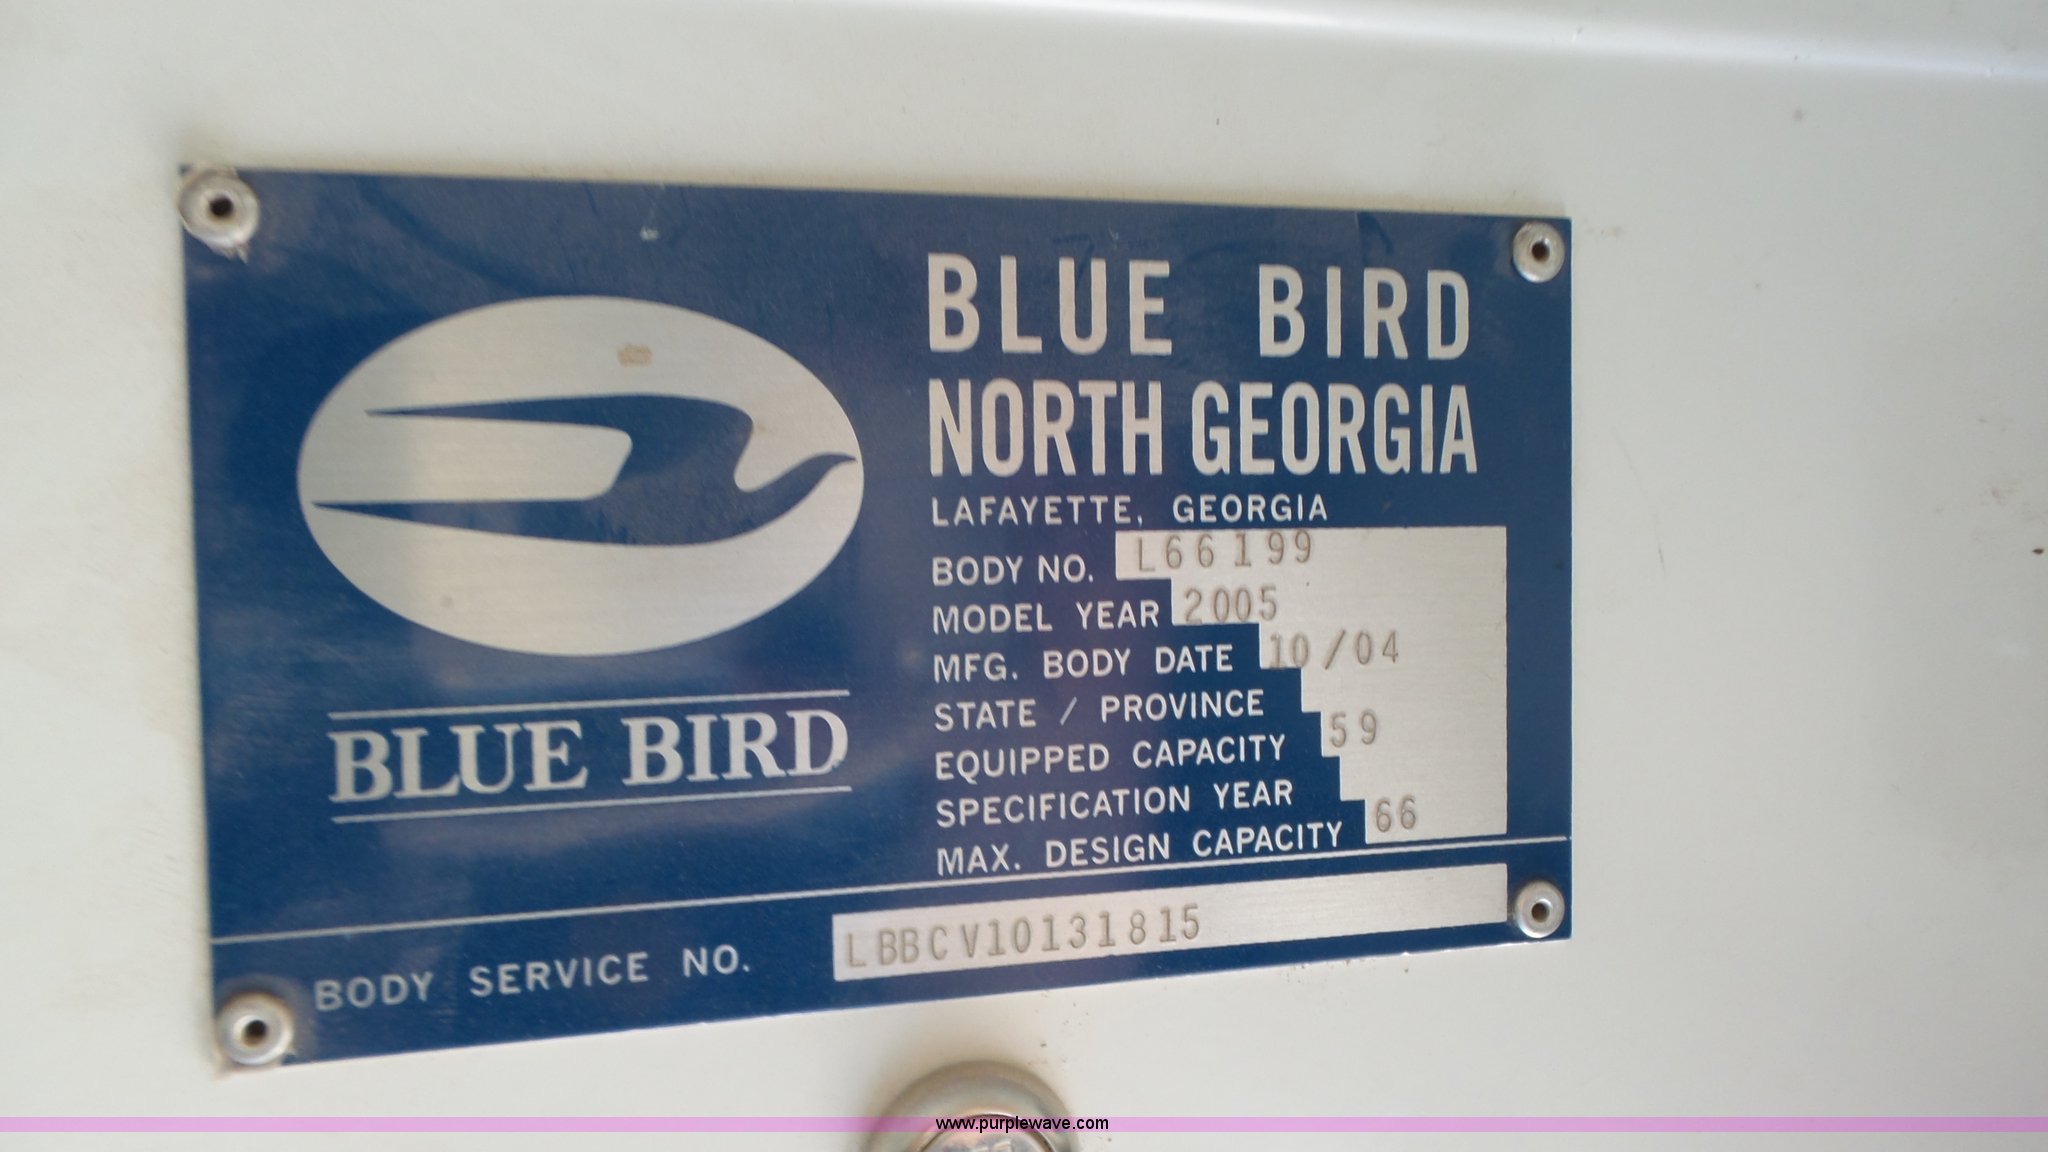 BLUE BIRD
NORTH GEORGIA
LAFAYETTE, GEORGIA
BODY NO. L66199
MODEL YEAR 2005
MFG. BODY DATE 10/04
STATE / PROVINCE
EQUIPPED CAPACITY 59
SPECIFICATION YEAR
MAX. DESIGN CAPACITY 66
BLUE BIRD
BODY SERVICE NO. LBBCV10131815
www.purplewave.com